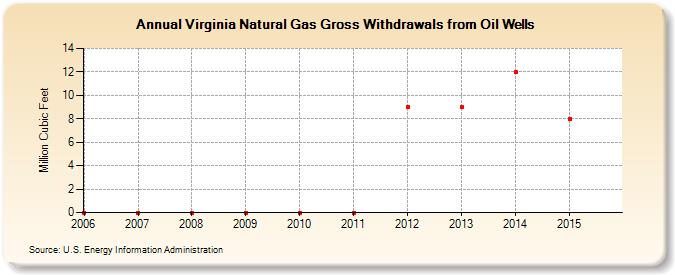 Annual Virginia Natural Gas Gross Withdrawals from Oil Wells
Million Cubic Feet
14
12
10
8
6
4
2
0
2006 2007 2008 2009 2010 2011 2012 2013 2014 2015
Source: U.S. Energy Information Administration